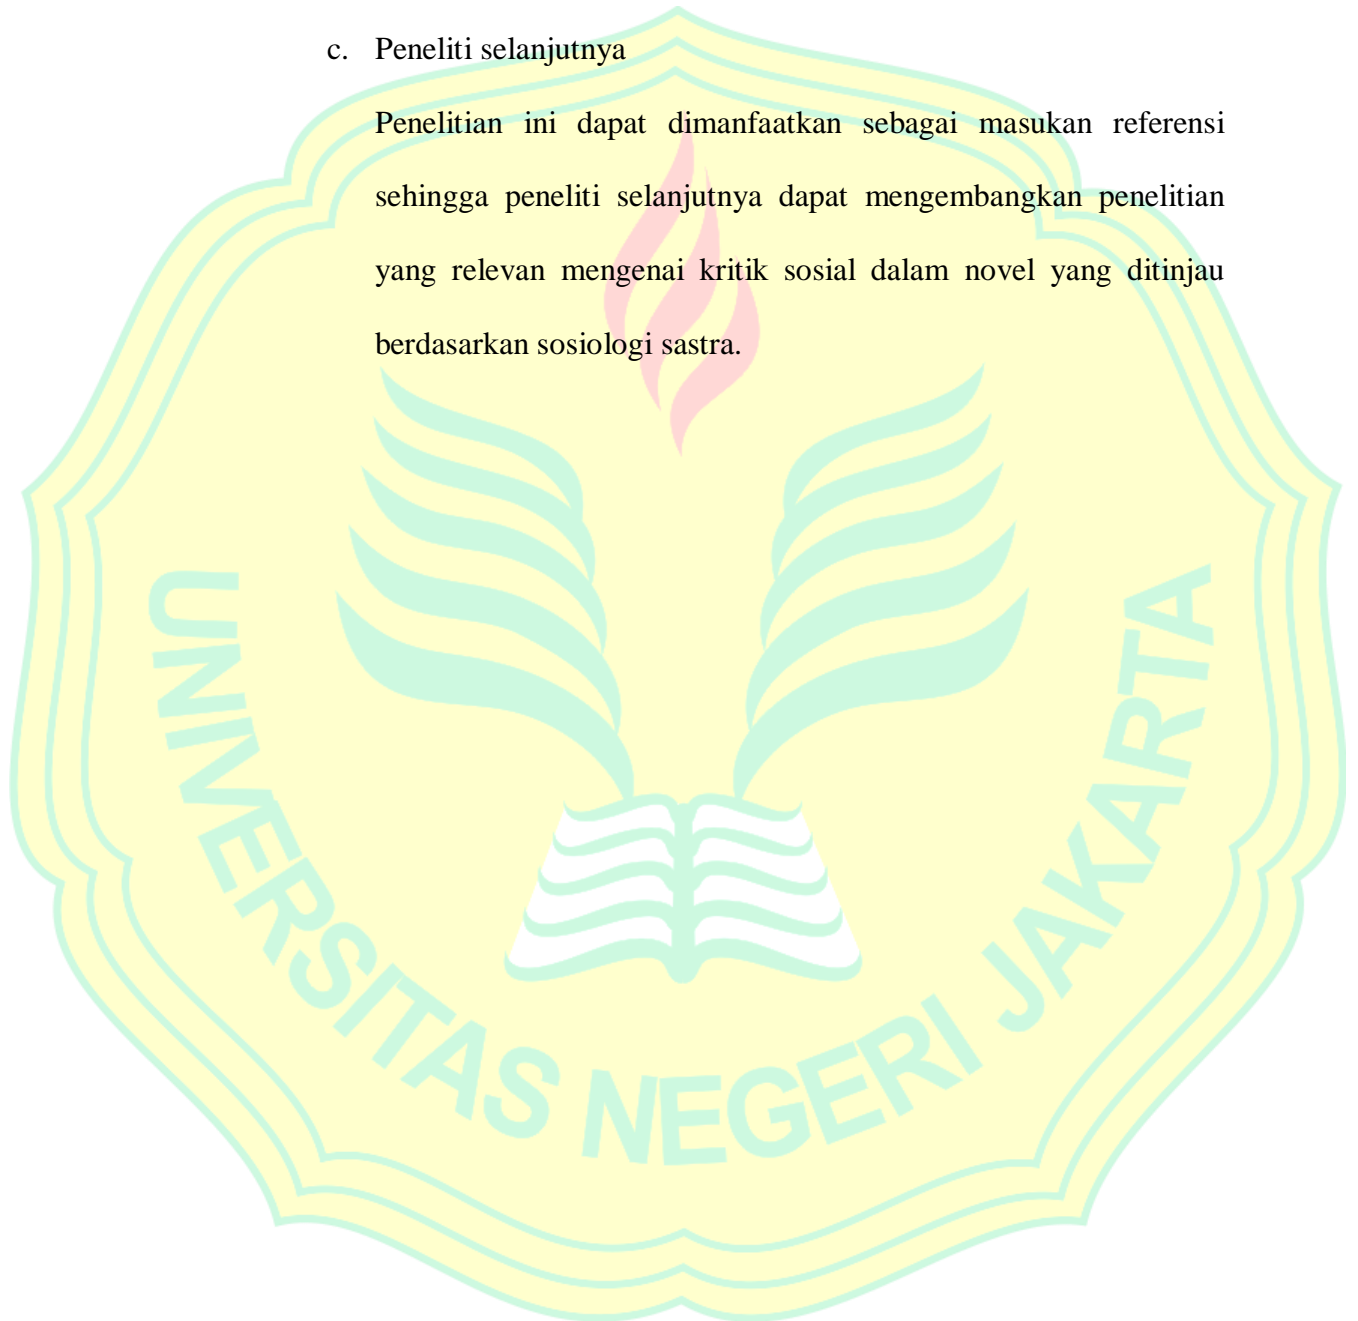 c. Peneliti selanjutnya
Penelitian ini dapat dimanfaatkan sebagai masukan referensi
sehingga peneliti selanjutnya dapat mengembangkan penelitian
yang relevan mengenai kritik sosial dalam novel yang ditinjau
berdasarkan sosiologi sastra.
UNIVERSITAS NEGERI JAKARTA